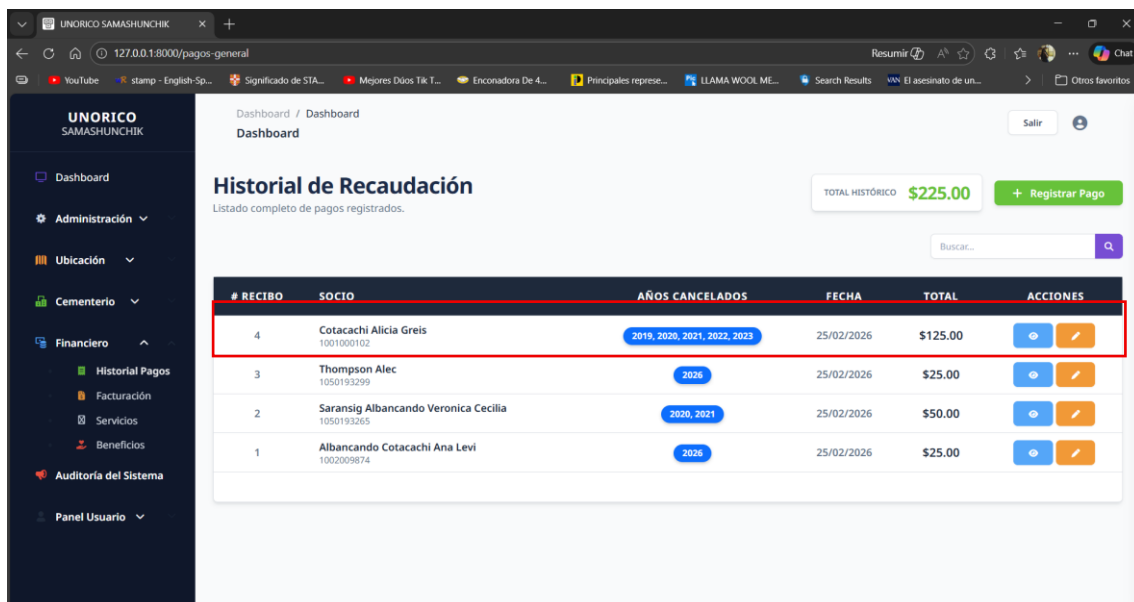 UNORICO SAMASHUNCHIK
127.0.0.1:8000/pagos-general
Resumir
Chat
YouTube
stamp - English-Sp...
Significado de STA...
Mejores Dúos Tik T...
Enconadora De 4...
Principales represe...
LLAMA WOOL ME...
Search Results
VAN El asesinato de un...
Otros favoritos
UNORICO
SAMASHUNCHIK
Dashboard
Administración
Ubicación
Cementerio
Financiero
Historial Pagos
Facturación
Servicios
Beneficios
Auditoría del Sistema
Panel Usuario
Dashboard / Dashboard
Dashboard
Salir
Historial de Recaudación
Listado completo de pagos registrados.
TOTAL HISTÓRICO $225.00
+ Registrar Pago
Buscar...
# RECIBO SOCIO AÑOS CANCELADOS FECHA TOTAL ACCIONES
4 Cotacachi Alicia Greis 2019, 2020, 2021, 2022, 2023 25/02/2026 $125.00
1001000102
3 Thompson Alec 2026 25/02/2026 $25.00
1050193299
2 Saransig Albancando Veronica Cecilia 2020, 2021 25/02/2026 $50.00
1050193265
1 Albancando Cotacachi Ana Levi 2026 25/02/2026 $25.00
1002009874